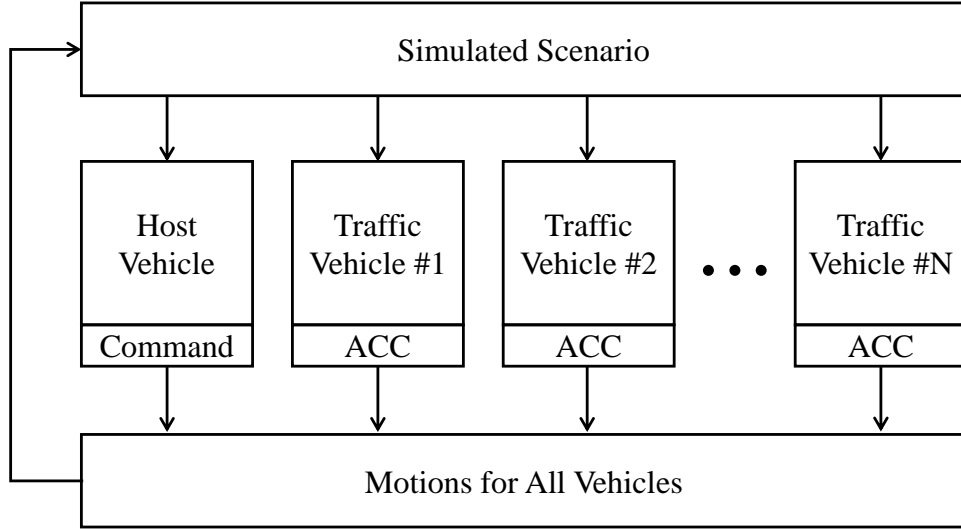 Simulated Scenario
Host
Vehicle
Command
Traffic
Vehicle #1
ACC
Traffic
Vehicle #2
ACC
• • •
Traffic
Vehicle #N
ACC
Motions for All Vehicles